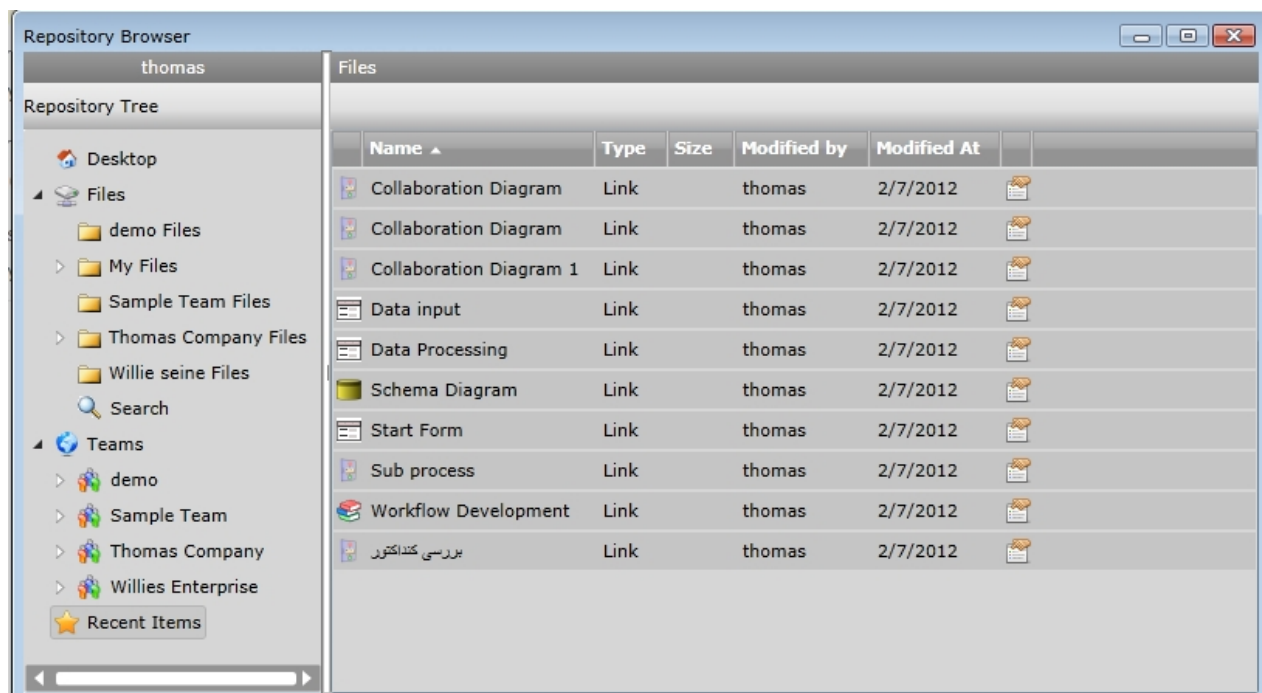 Repository Browser
thomas
Files
Repository Tree
Desktop
Files
demo Files
My Files
Sample Team Files
Thomas Company Files
Willie seine Files
Search
Teams
demo
Sample Team
Thomas Company
Willies Enterprise
Recent Items
Name Type Size Modified by Modified At
Collaboration Diagram Link thomas 2/7/2012
Collaboration Diagram Link thomas 2/7/2012
Collaboration Diagram 1 Link thomas 2/7/2012
Data input Link thomas 2/7/2012
Data Processing Link thomas 2/7/2012
Schema Diagram Link thomas 2/7/2012
Start Form Link thomas 2/7/2012
Sub process Link thomas 2/7/2012
Workflow Development Link thomas 2/7/2012
بررسی کنداکتور Link thomas 2/7/2012